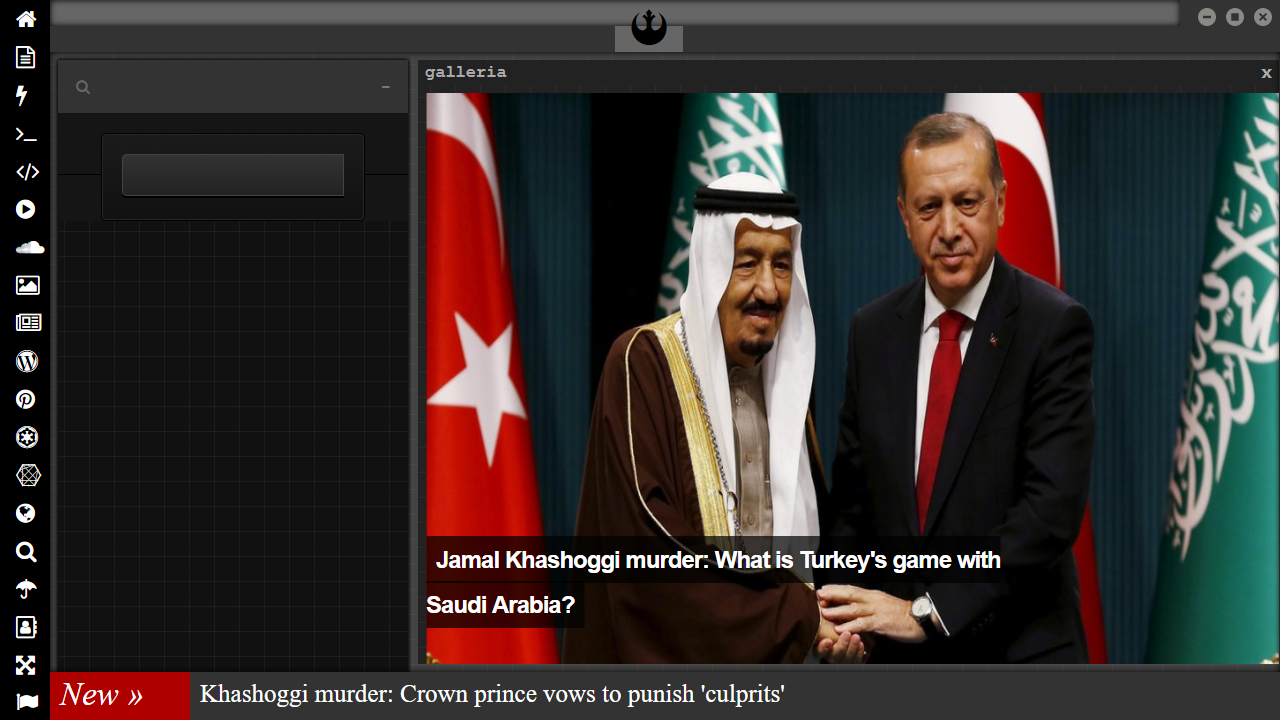 galleria
x
Jamal Khashoggi murder: What is Turkey's game with
Saudi Arabia?
New »
Khashoggi murder: Crown prince vows to punish 'culprits'